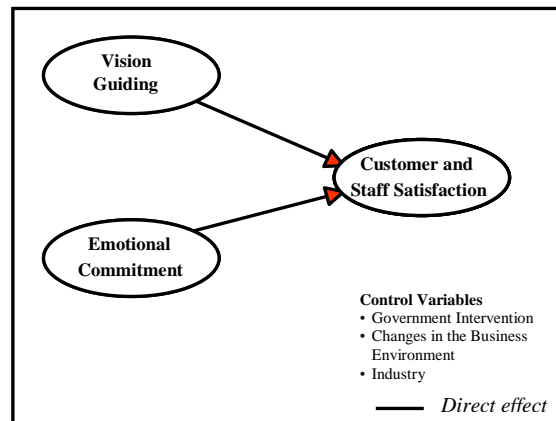 Vision
Guiding
Customer and
Staff Satisfaction
Emotional
Commitment
Control Variables
• Government Intervention
• Changes in the Business
Environment
• Industry
Direct effect